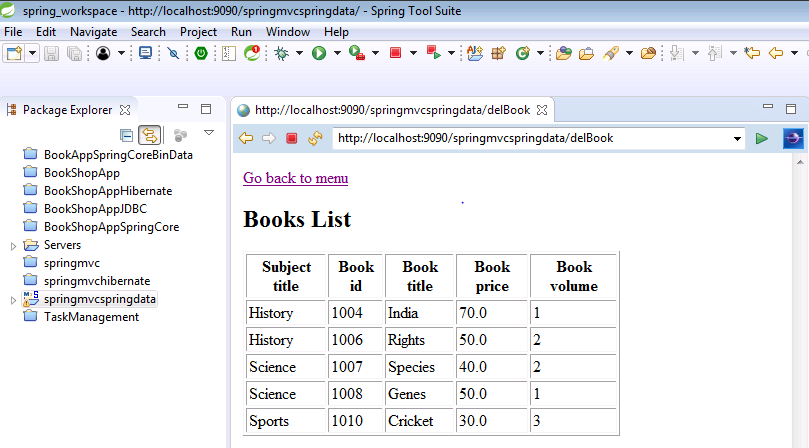 spring_workspace - http://localhost:9090/springmvcspringdata/ - Spring Tool Suite
File Edit Navigate Search Project Run Window Help
Package Explorer
BookAppSpringCoreBinData
BookShopApp
BookShopAppHibernate
BookShopAppJDBC
BookShopAppSpringCore
Servers
springmvc
springmvchibernate
springmvcspringdata
TaskManagement
http://localhost:9090/springmvcspringdata/delBook
http://localhost:9090/springmvcspringdata/delBook
Go back to menu
Books List
Subject title Book id Book title Book price Book volume
History 1004 India 70.0 1
History 1006 Rights 50.0 2
Science 1007 Species 40.0 2
Science 1008 Genes 50.0 1
Sports 1010 Cricket 30.0 3